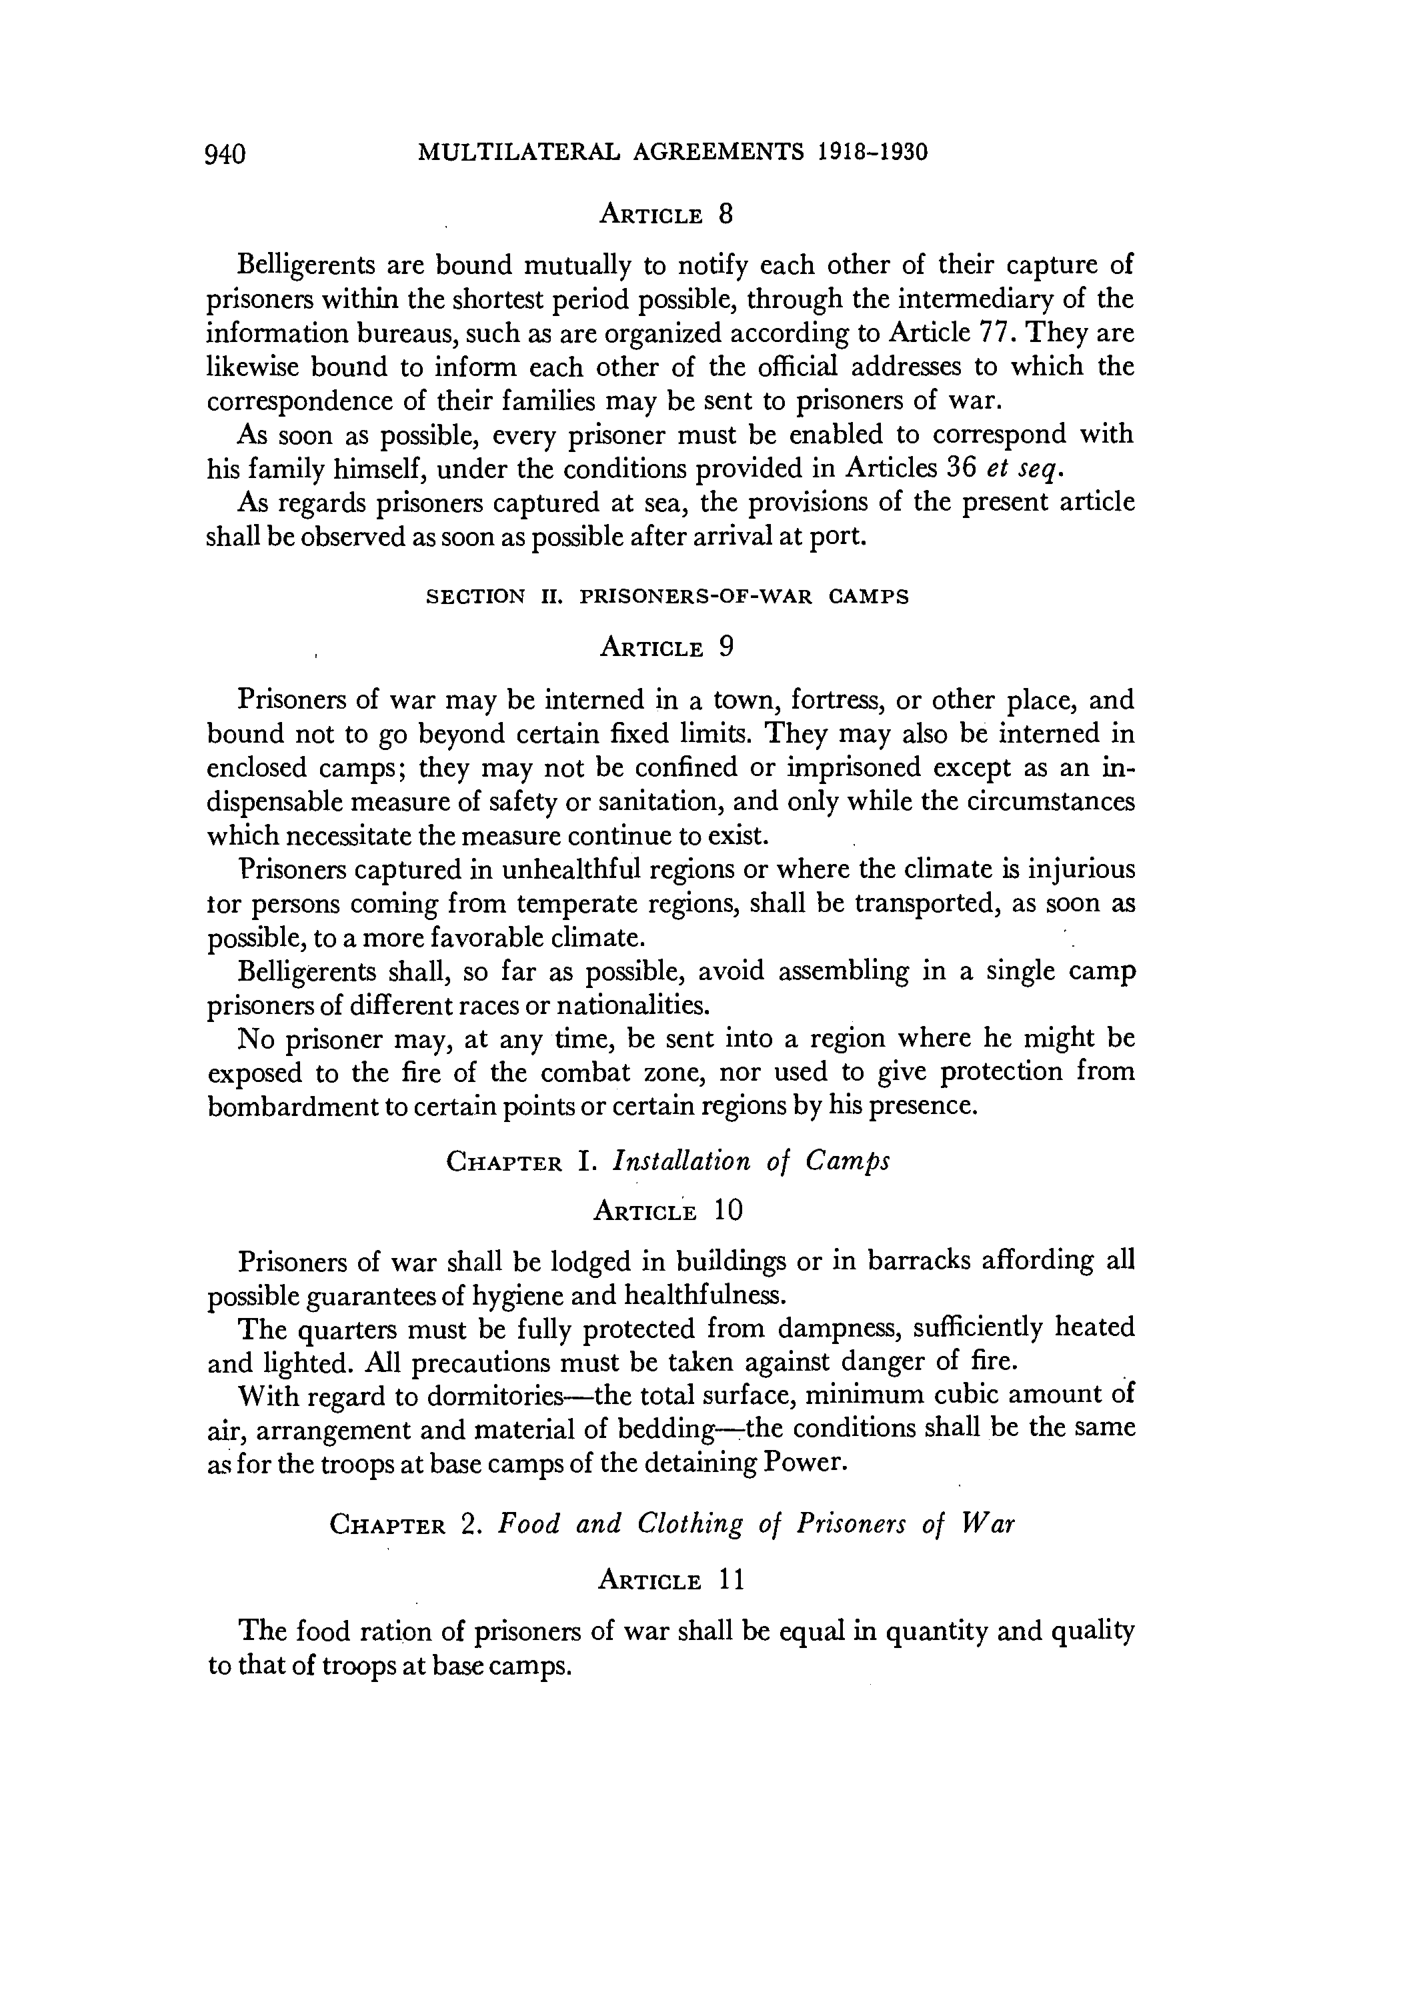 940 MULTILATERAL AGREEMENTS 1918–1930
ARTICLE 8
Belligerents are bound mutually to notify each other of their capture of
prisoners within the shortest period possible, through the intermediary of the
information bureaus, such as are organized according to Article 77. They are
likewise bound to inform each other of the official addresses to which the
correspondence of their families may be sent to prisoners of war.
As soon as possible, every prisoner must be enabled to correspond with
his family himself, under the conditions provided in Articles 36 et seq.
As regards prisoners captured at sea, the provisions of the present article
shall be observed as soon as possible after arrival at port.
SECTION II. PRISONERS-OF-WAR CAMPS
ARTICLE 9
Prisoners of war may be interned in a town, fortress, or other place, and
bound not to go beyond certain fixed limits. They may also be interned in
enclosed camps; they may not be confined or imprisoned except as an in-
dispensable measure of safety or sanitation, and only while the circumstances
which necessitate the measure continue to exist.
Prisoners captured in unhealthful regions or where the climate is injurious
for persons coming from temperate regions, shall be transported, as soon as
possible, to a more favorable climate.
Belligerents shall, so far as possible, avoid assembling in a single camp
prisoners of different races or nationalities.
No prisoner may, at any time, be sent into a region where he might be
exposed to the fire of the combat zone, nor used to give protection from
bombardment to certain points or certain regions by his presence.
CHAPTER I. Installation of Camps
ARTICLE 10
Prisoners of war shall be lodged in buildings or in barracks affording all
possible guarantees of hygiene and healthfulness.
The quarters must be fully protected from dampness, sufficiently heated
and lighted. All precautions must be taken against danger of fire.
With regard to dormitories—the total surface, minimum cubic amount of
air, arrangement and material of bedding—the conditions shall be the same
as for the troops at base camps of the detaining Power.
CHAPTER 2. Food and Clothing of Prisoners of War
ARTICLE 11
The food ration of prisoners of war shall be equal in quantity and quality
to that of troops at base camps.